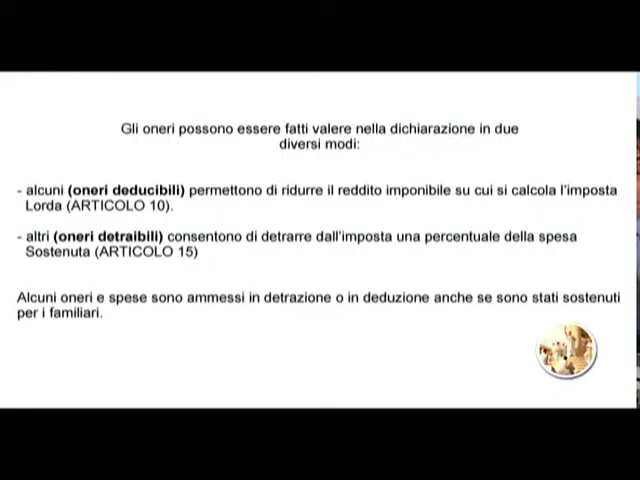 Gli oneri possono essere fatti valere nella dichiarazione in due
diversi modi:
- alcuni (oneri deducibili) permettono di ridurre il reddito imponibile su cui si calcola l'imposta
Lorda (ARTICOLO 10).
- altri (oneri detraibili) consentono di detrarre dall'imposta una percentuale della spesa
Sostenuta (ARTICOLO 15)
Alcuni oneri e spese sono ammessi in detrazione o in deduzione anche se sono stati sostenuti
per i familiari.